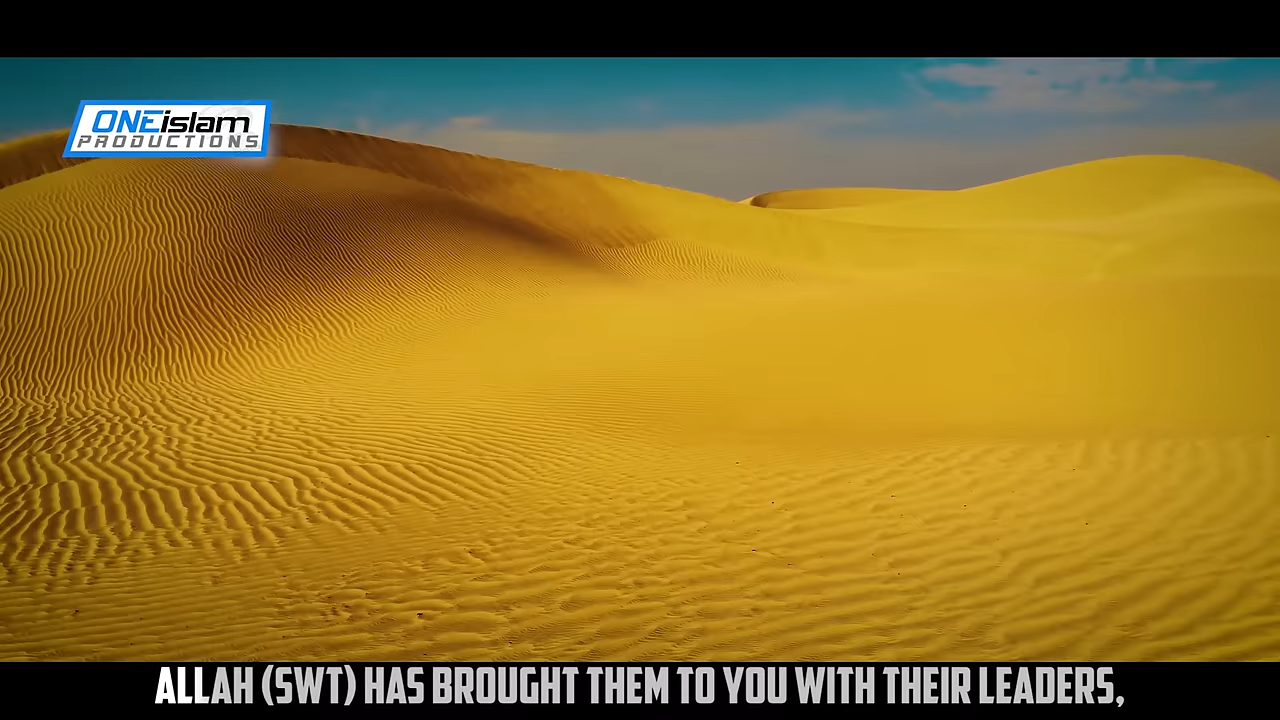 ONEislam
PRODUCTIONS
ALLAH (SWT) HAS BROUGHT THEM TO YOU WITH THEIR LEADERS,